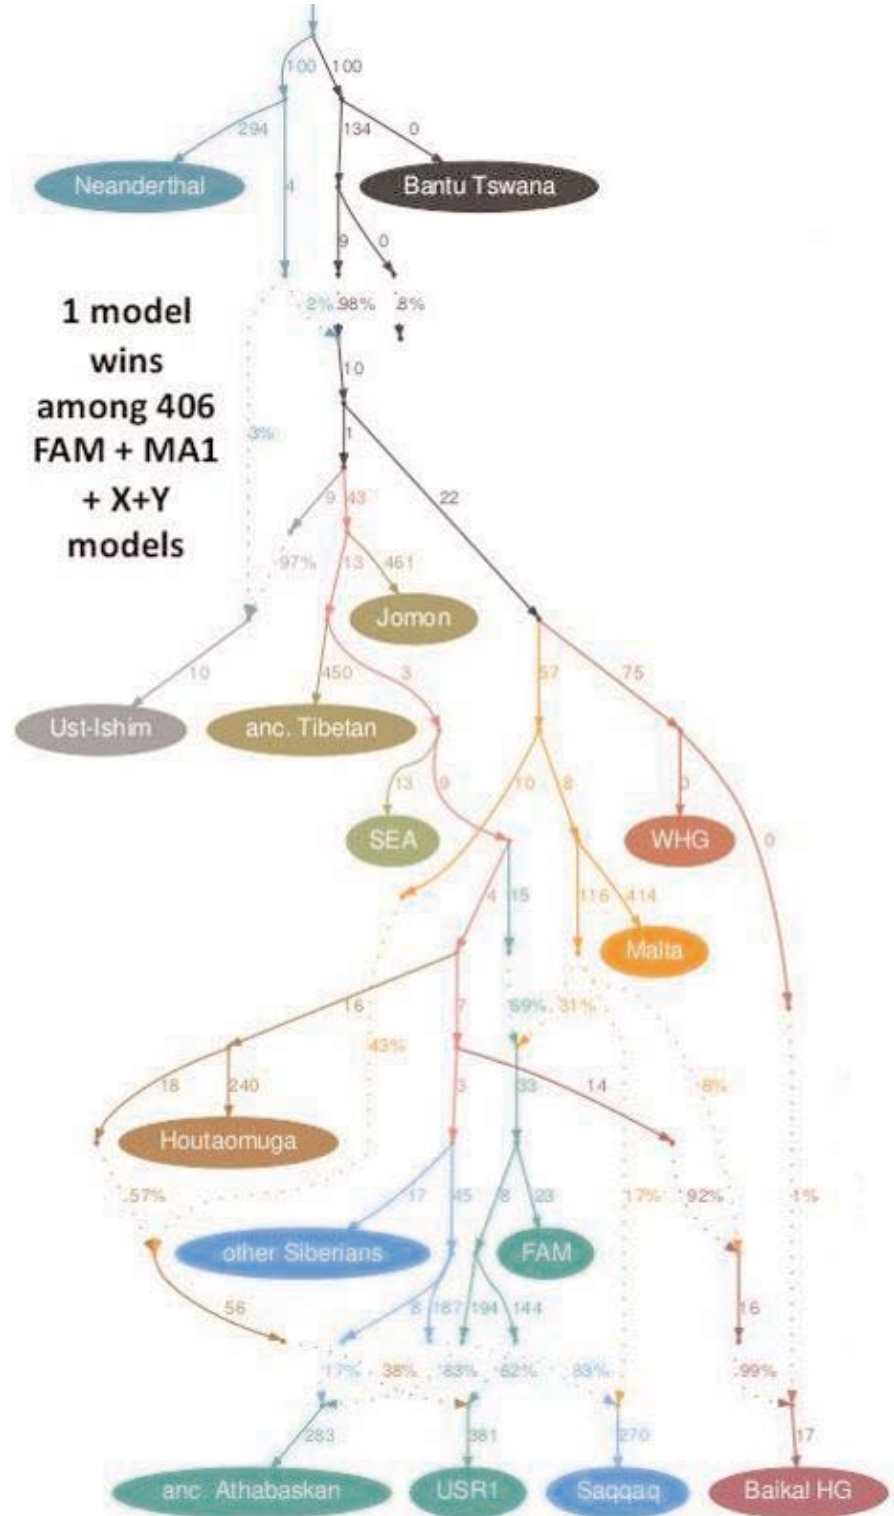 100 100
294 134 0
Neanderthal 4 Bantu Tswana
9 0
2% 98% 8%
1 model
wins
among 406
FAM + MA1
+ X+Y
models
10
3% 1
9 43 22
97% 13 461
Jomon
10 450 3 57 75
Ust-Ishim anc. Tibetan
13 9 10 8 0
SEA WHG 0
4 15 116 414
Malta
16 7 69% 31%
43%
18 240 3 33 14 8%
Houtaomuga
57% 17 45 8 23 17% 92% 1%
other Siberians FAM
56 8 187 194 144 16
17% 38% 83% 62% 83% 99%
283 381 270 17
anc. Athabaskan USR1 Saqqaq Baikal HG